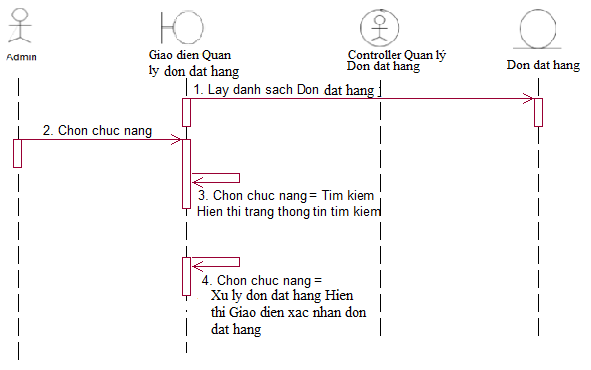 Admin
Giao dien Quan
ly don dat hang
Controller Quan lý
Don dat hang
Don dat hang
1. Lay danh sach Don dat hang
2. Chon chuc nang
3. Chon chuc nang = Tim kiem
Hien thi trang thong tin tim kiem
4. Chon chuc nang =
Xu ly don dat hang Hien
thi Giao dien xac nhan don
dat hang